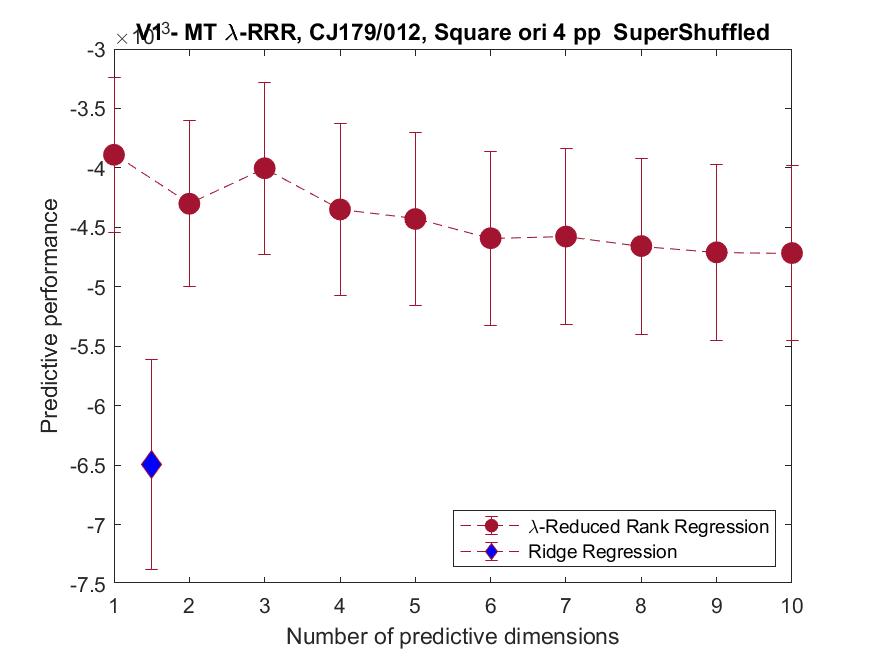 V1 - MT λ-RRR, CJ179/012, Square ori 4 pp SuperShuffled
-3
-3.5
-4
-4.5
-5
-5.5
-6
-6.5
-7
-7.5
Predictive performance
λ-Reduced Rank Regression
Ridge Regression
1 2 3 4 5 6 7 8 9 10
Number of predictive dimensions